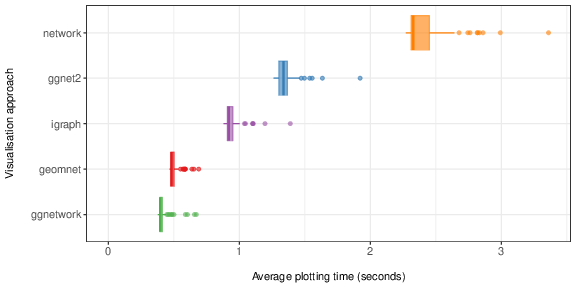 network
ggnet2
igraph
geomnet
ggnetwork
Visualisation approach
0 1 2 3
Average plotting time (seconds)